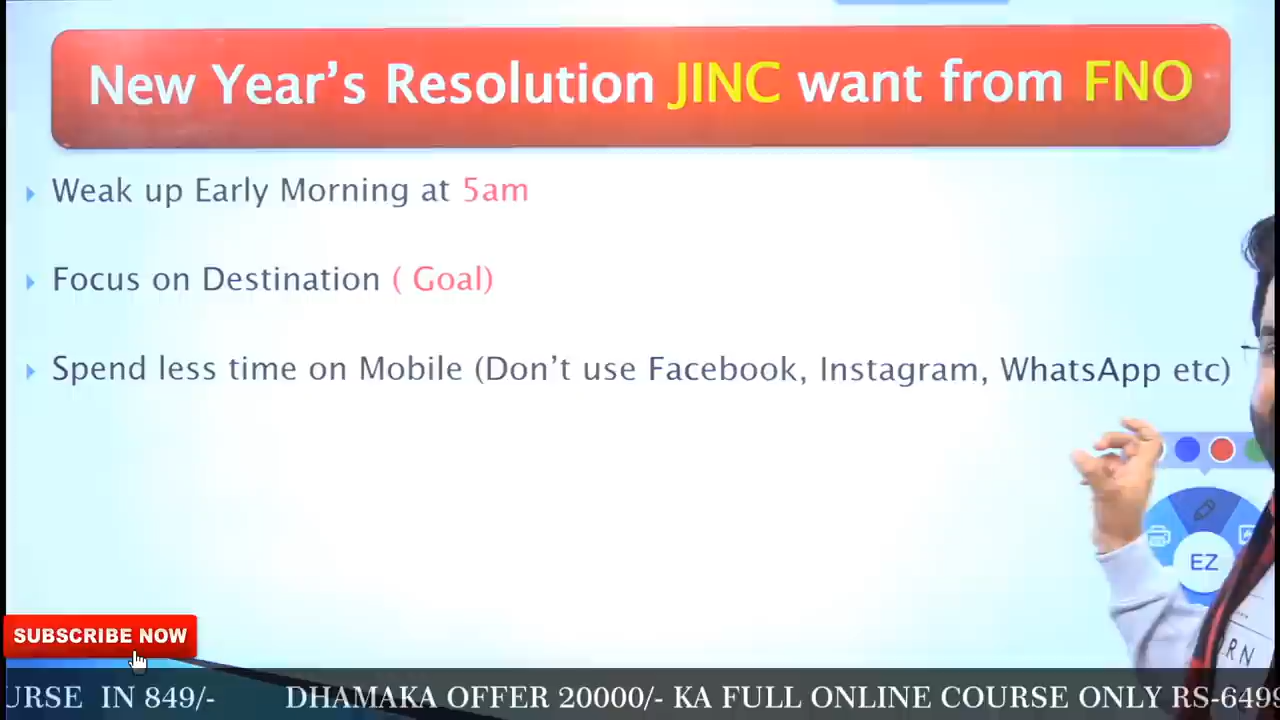 New Year's Resolution JINC want from FNO
Weak up Early Morning at 5am
Focus on Destination ( Goal)
Spend less time on Mobile (Don't use Facebook, Instagram, WhatsApp etc)
EZ
SUBSCRIBE NOW
URSE IN 849/- DHAMAKA OFFER 20000/- KA FULL ONLINE COURSE ONLY RS-649